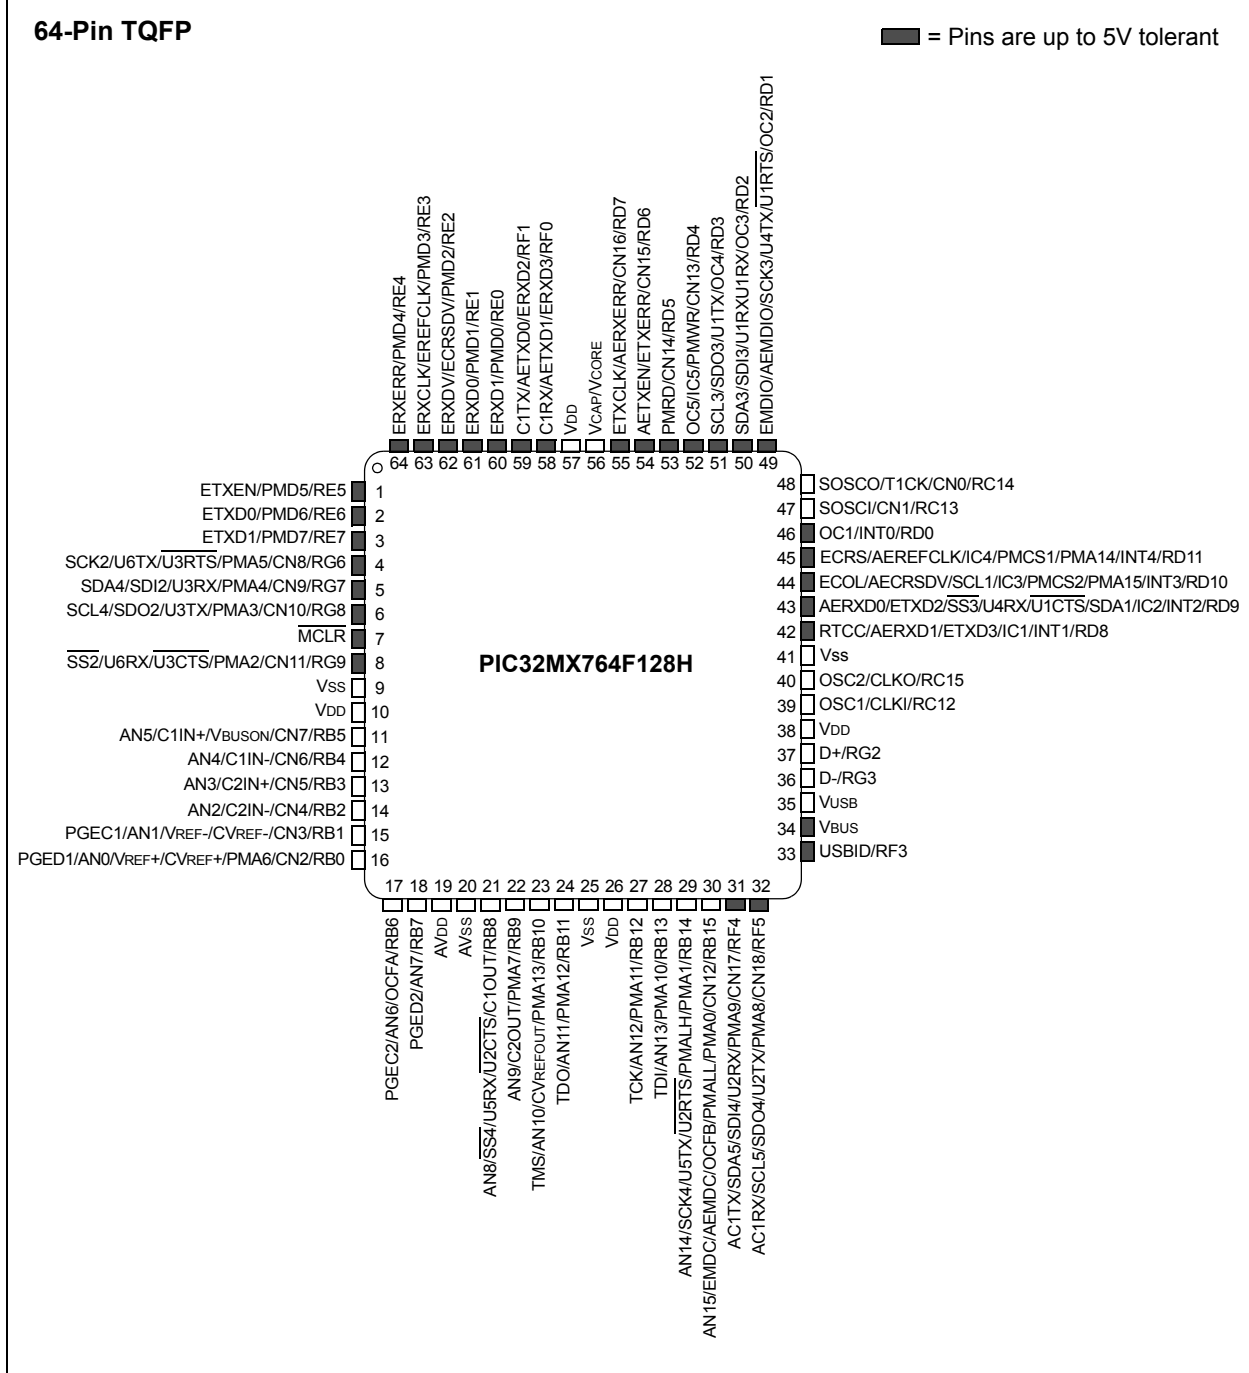 64-Pin TQFP
= Pins are up to 5V tolerant
ERXERR/PMD4/RE4
ERXCLK/EREFCLK/PMD3/RE3
ERXDV/ECRSDV/PMD2/RE2
ERXD0/PMD1/RE1
ERXD1/PMD0/RE0
C1TX/AETXD0/ERXD2/RF1
C1RX/AETXD1/ERXD3/RF0
VDD
VCAP/VCORE
ETXCLK/AERXERR/CN16/RD7
AETXEN/ETXERR/CN15/RD6
PMRD/CN14/RD5
OC5/IC5/PMWR/CN13/RD4
SCL3/SDO3/U1TX/OC4/RD3
SDA3/SDI3/U1RXU1RX/OC3/RD2
EMDIO/AEMDIO/SCK3/U4TX/U1RTS/OC2/RD1
64 63 62 61 60 59 58 57 56 55 54 53 52 51 50 49
ETXEN/PMD5/RE5 1
ETXD0/PMD6/RE6 2
ETXD1/PMD7/RE7 3
SCK2/U6TX/U3RTS/PMA5/CN8/RG6 4
SDA4/SDI2/U3RX/PMA4/CN9/RG7 5
SCL4/SDO2/U3TX/PMA3/CN10/RG8 6
MCLR 7
SS2/U6RX/U3CTS/PMA2/CN11/RG9 8
VSS 9
VDD 10
AN5/C1IN+/VBUSON/CN7/RB5 11
AN4/C1IN-/CN6/RB4 12
AN3/C2IN+/CN5/RB3 13
AN2/C2IN-/CN4/RB2 14
PGEC1/AN1/VREF-/CVREF-/CN3/RB1 15
PGED1/AN0/VREF+/CVREF+/PMA6/CN2/RB0 16
PIC32MX764F128H
48 SOSCO/T1CK/CN0/RC14
47 SOSCI/CN1/RC13
46 OC1/INT0/RD0
45 ECRS/AEREFCLK/IC4/PMCS1/PMA14/INT4/RD11
44 ECOL/AECRSDV/SCL1/IC3/PMCS2/PMA15/INT3/RD10
43 AERXD0/ETXD2/SS3/U4RX/U1CTS/SDA1/IC2/INT2/RD9
42 RTCC/AERXD1/ETXD3/IC1/INT1/RD8
41 Vss
40 OSC2/CLKO/RC15
39 OSC1/CLKI/RC12
38 VDD
37 D+/RG2
36 D-/RG3
35 VUSB
34 VBUS
33 USBID/RF3
17 18 19 20 21 22 23 24 25 26 27 28 29 30 31 32
PGEC2/AN6/OCFA/RB6
PGED2/AN7/RB7
AVDD
AVSS
AN8/SS4/U5RX/U2CTS/C1OUT/RB8
AN9/C2OUT/PMA7/RB9
TMS/AN10/CVREFOUT/PMA13/RB10
TDO/AN11/PMA12/RB11
VSS
VDD
TCK/AN12/PMA11/RB12
TDI/AN13/PMA10/RB13
AN14/SCK4/U5TX/U2RTS/PMALH/PMA1/RB14
AN15/EMDC/AEMDC/OCFB/PMALL/PMA0/CN12/RB15
AC1TX/SDA5/SDI4/U2RX/PMA9/CN17/RF4
AC1RX/SCL5/SDO4/U2TX/PMA8/CN18/RF5